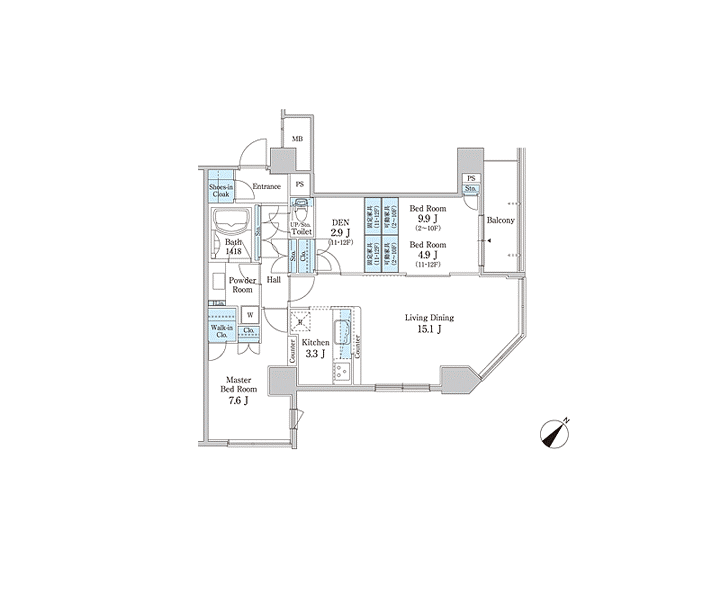 MB
PS
Entrance
Shoes-in
Cloak
UP/Sto.
Toilet
Bath
1418
Sto.
Sto.
Clo.
DEN
2.9 J
(11・12F)
固定家具
(11・12F)
可動家具
(2〜10F)
固定家具
(11・12F)
可動家具
(2〜10F)
Bed Room
9.9 J
(2〜10F)
Bed Room
4.9 J
(11・12F)
PS
Sto.
Balcony
Powder
Room
Hall
W
Walk-in
Clo.
Clo.
Counter
Kitchen
3.3 J
R
Counter
Living Dining
15.1 J
Master
Bed Room
7.6 J
N